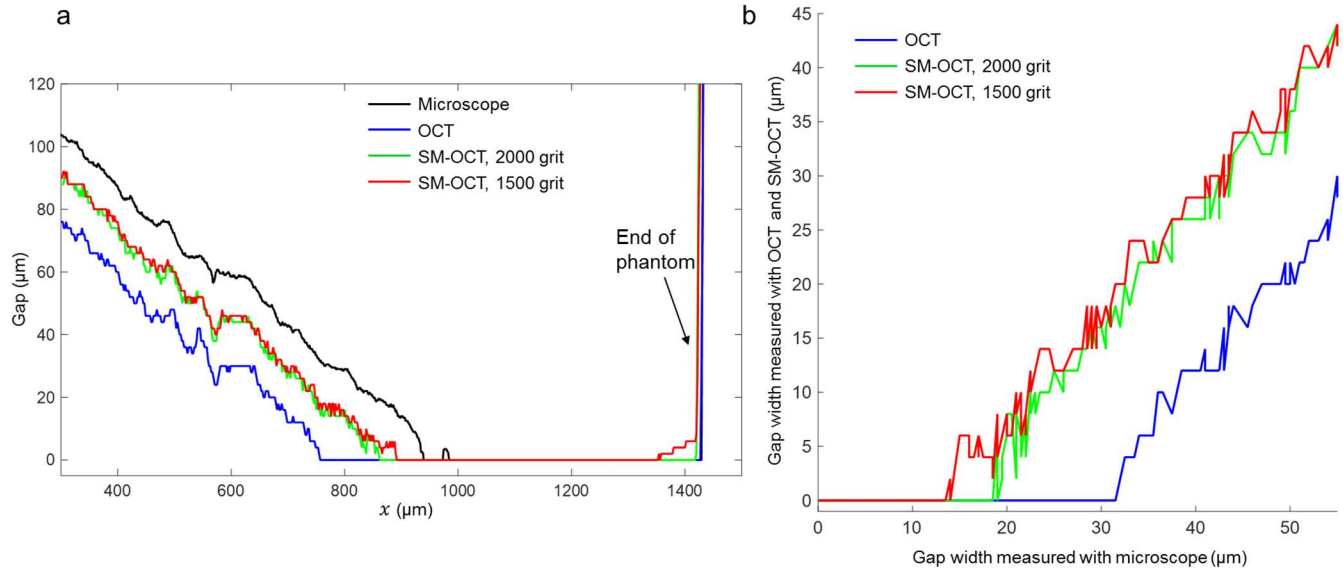 a
120
100
80
60
40
20
0
Gap (µm)
Microscope
OCT
SM-OCT, 2000 grit
SM-OCT, 1500 grit
End of
phantom
400
600
800
1000
1200
1400
x (µm)
b
45
40
35
30
25
20
15
10
5
0
Gap width measured with OCT and SM-OCT (µm)
OCT
SM-OCT, 2000 grit
SM-OCT, 1500 grit
0
10
20
30
40
50
Gap width measured with microscope (µm)